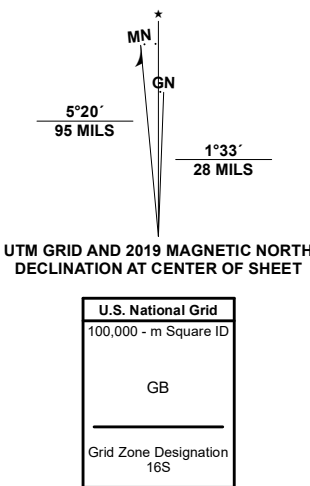 ★
MN
GN
5°20´
95 MILS
1°33´
28 MILS
UTM GRID AND 2019 MAGNETIC NORTH
DECLINATION AT CENTER OF SHEET
U.S. National Grid
100,000 - m Square ID
GB
Grid Zone Designation
16S